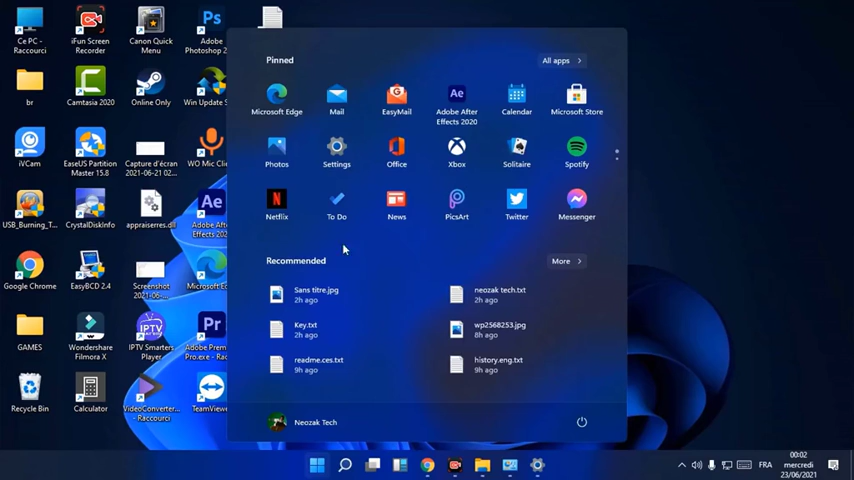 Ce PC -
Raccourci
iFun Screen
Recorder
Canon Quick
Menu
Adobe
Photoshop 2...
br
Camtasia 2020
Online Only
Win Update S
iVCam
EaseUS Partition
Master 15.8
Capture d'écran
2021-06-21 02...
WO Mic Cli
USB_Burning_T...
CrystalDiskInfo
appraiserres.dll
Adobe After
Effects 202
Google Chrome
EasyBCD 2.4
Screenshot
2021-06-...
Microsoft Ed
GAMES
Wondershare
Filmora X
IPTV
IPTV Smarters
Player
Adobe Prem
Pro.exe - Rac
Recycle Bin
Calculator
VideoConverter...
- Raccourci
TeamView
Pinned
All apps >
Microsoft Edge
Mail
EasyMail
Adobe After
Effects 2020
Calendar
Microsoft Store
Photos
Settings
Office
Xbox
Solitaire
Spotify
Netflix
To Do
News
PicsArt
Twitter
Messenger
Recommended
More >
Sans titre.jpg
2h ago
neozak tech.txt
2h ago
Key.txt
2h ago
wp2568253.jpg
8h ago
readme.ces.txt
9h ago
history.eng.txt
9h ago
Neozak Tech
FRA
00:02
mercredi
23/06/2021